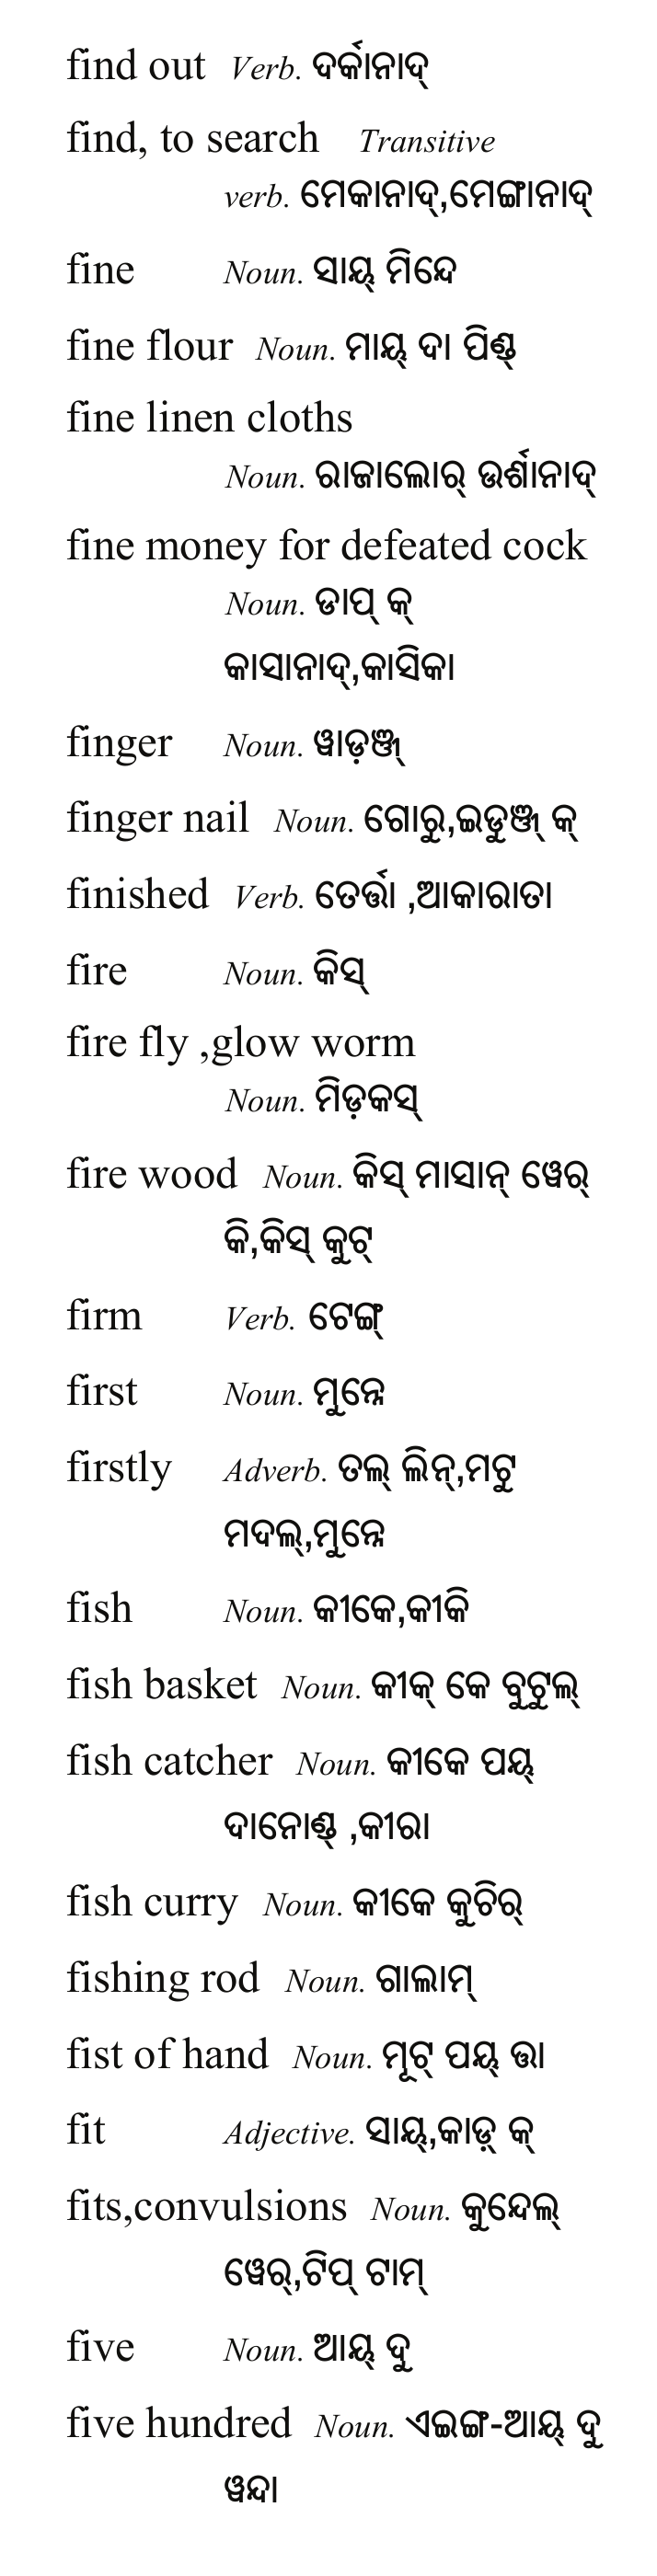 find out Verb. ଦର୍କାନାଦ୍
find, to search Transitive
verb. ମେକାନାଦ୍,ମେଙ୍ଗାନାଦ୍
fine Noun. ସାୟ୍ ମିନ୍ଦେ
fine flour Noun. ମାୟ୍ ଦା ପିଣ୍ଡ୍
fine linen cloths
Noun. ରାଜାଲୋର୍ ଉର୍ଶାନାଦ୍
fine money for defeated cock
Noun. ଡାପ୍ କ୍
କାସାନାଦ୍,କାସିକା
finger Noun. ୱାଡ଼ଞ୍ଜ୍
finger nail Noun. ଗୋରୁ,ଇଡୁଞ୍ଜ୍ କ୍
finished Verb. ତେର୍ତ୍ତା ,ଆକାରାତା
fire Noun. କିସ୍
fire fly ,glow worm
Noun. ମିଡ଼କସ୍
fire wood Noun. କିସ୍ ମାସାନ୍ ୱେର୍
କି,କିସ୍ କୁଟ୍
firm Verb. ଟେଙ୍ଗ୍
first Noun. ମୁନ୍ନେ
firstly Adverb. ତଲ୍ ଲିନ୍,ମଟୁ
ମଦଲ୍,ମୁନ୍ନେ
fish Noun. କୀକେ,କୀକି
fish basket Noun. କୀକ୍ କେ ବୁଟୁଲ୍
fish catcher Noun. କୀକେ ପୟ୍
ଦାନୋଣ୍ଡ୍ ,କୀରା
fish curry Noun. କୀକେ କୁଚିର୍
fishing rod Noun. ଗାଲାମ୍
fist of hand Noun. ମୂଟ୍ ପୟ୍ ତ୍ତା
fit Adjective. ସାୟ୍,କାଡ଼୍ କ୍
fits,convulsions Noun. କୁନ୍ଦେଲ୍
ୱେର୍,ଟିପ୍ ଟାମ୍
five Noun. ଆୟ୍ ଦୁ
five hundred Noun. ଏଇଙ୍ଗ-ଆୟ୍ ଦୁ
ୱନ୍ଦା